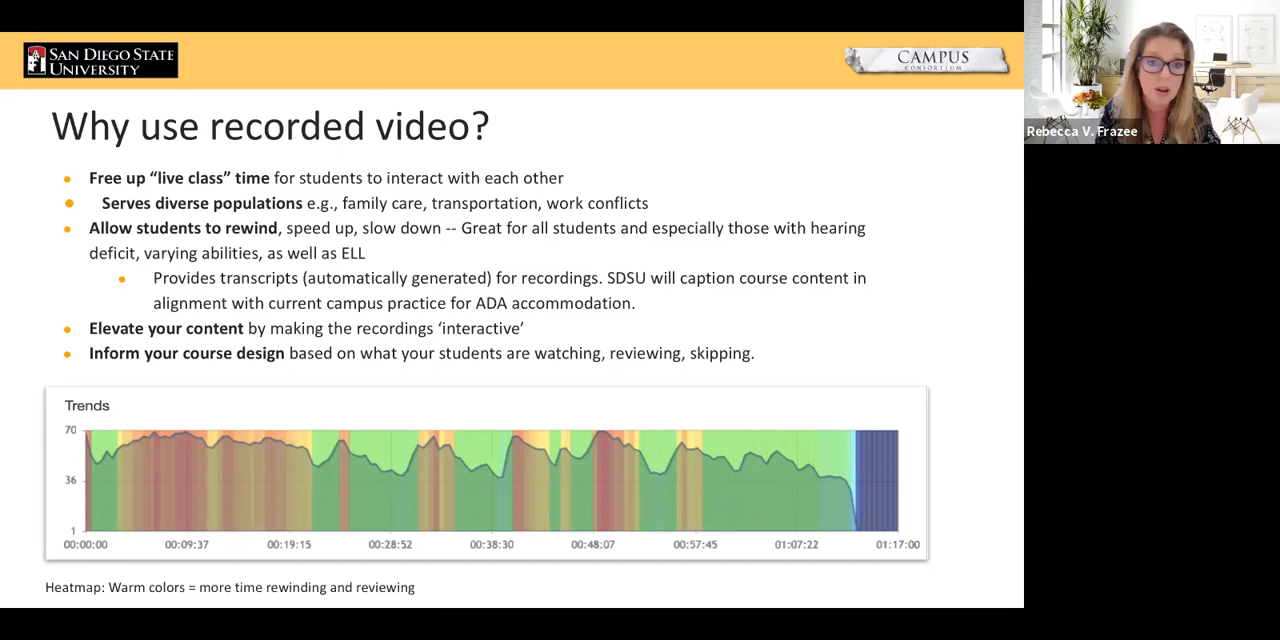 SAN DIEGO STATE
UNIVERSITY
CAMPUS
CONSORTIUM
Rebecca V. Frazee
Why use recorded video?
Free up “live class” time for students to interact with each other
Serves diverse populations e.g., family care, transportation, work conflicts
Allow students to rewind, speed up, slow down -- Great for all students and especially those with hearing
deficit, varying abilities, as well as ELL
Provides transcripts (automatically generated) for recordings. SDSU will caption course content in
alignment with current campus practice for ADA accommodation.
Elevate your content by making the recordings ‘interactive’
Inform your course design based on what your students are watching, reviewing, skipping.
Trends
70
36
1
00:00:00 00:09:37 00:19:15 00:28:52 00:38:30 00:48:07 00:57:45 01:07:22 01:17:00
Heatmap: Warm colors = more time rewinding and reviewing